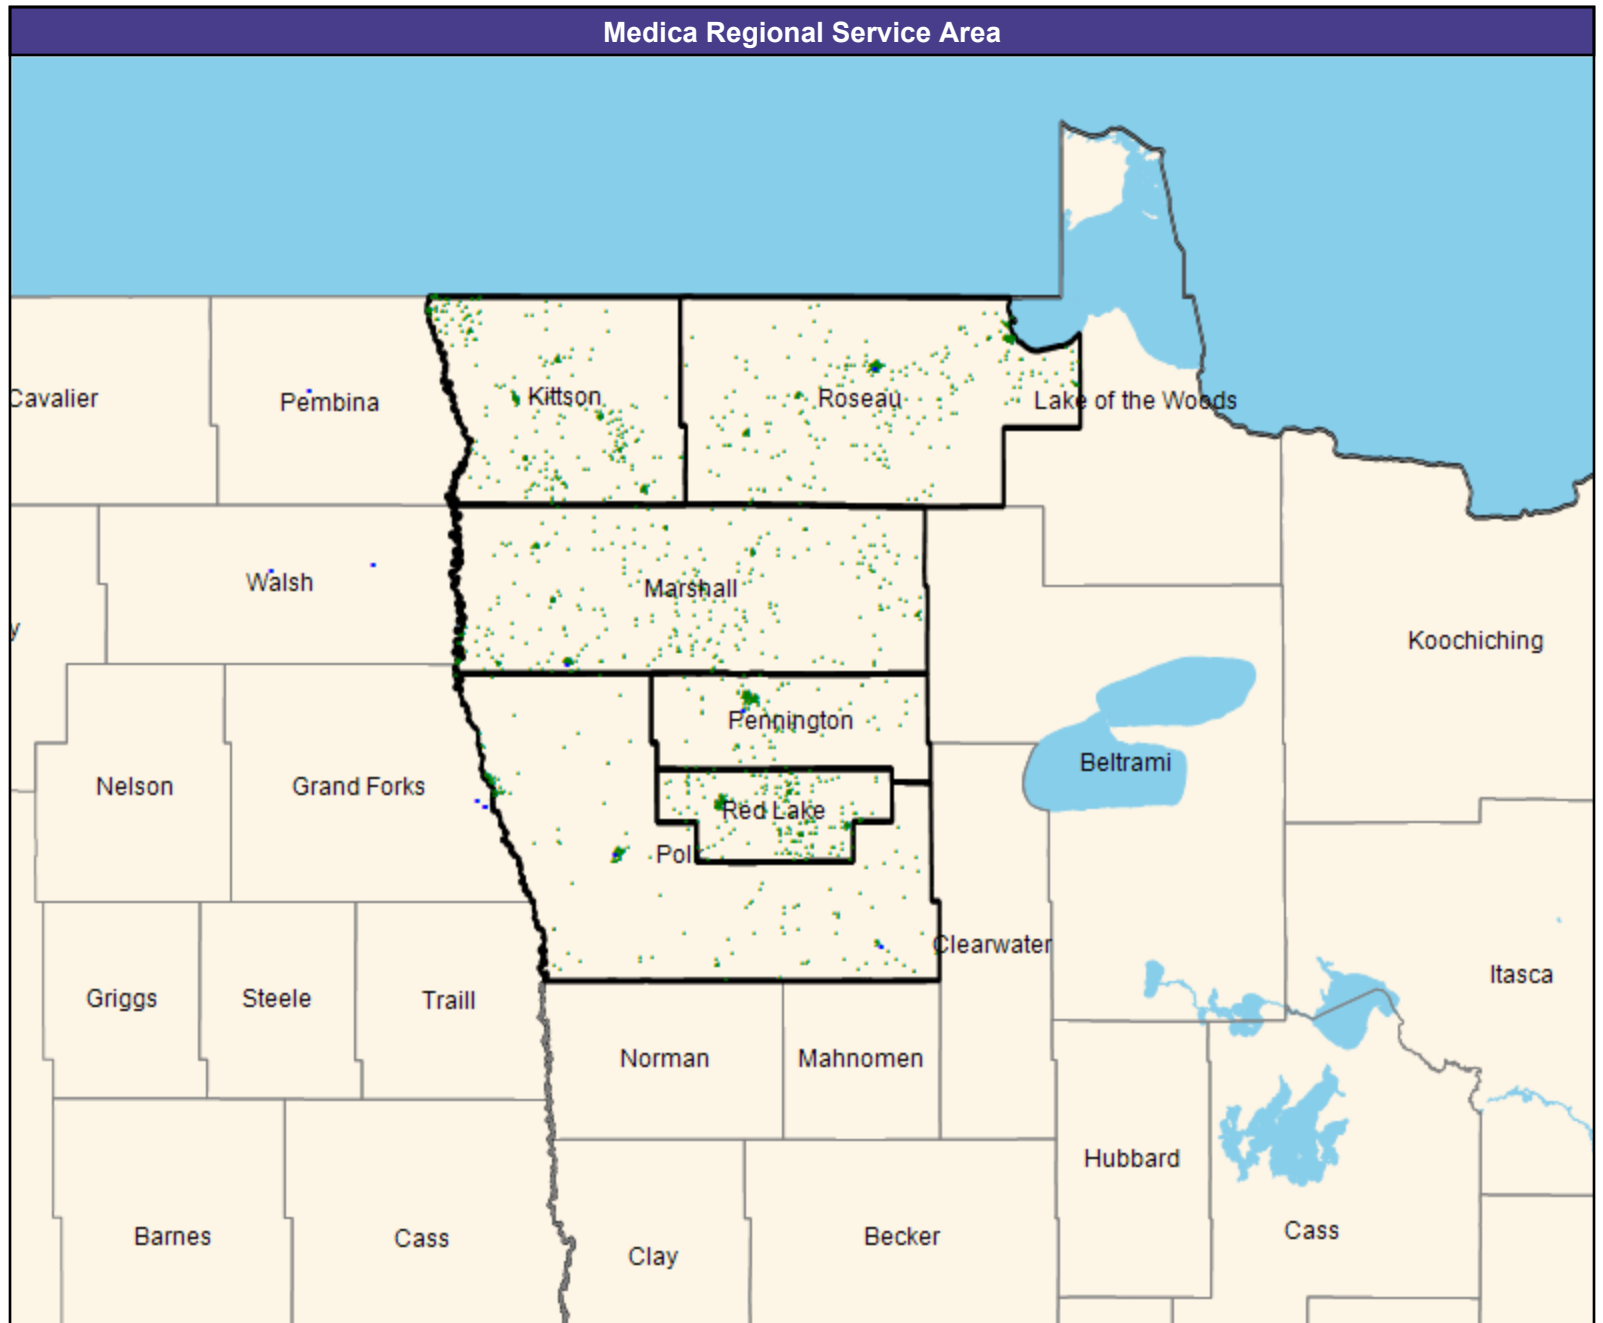 Medica Regional Service Area
Cavalier
Pembina
Kittson
Roseau
Lake of the Woods
Walsh
Marshall
y
Koochiching
Pennington
Nelson
Grand Forks
Red Lake
Beltrami
Pol
Clearwater
Griggs
Steele
Traill
Itasca
Norman
Mahnomen
Hubbard
Barnes
Cass
Clay
Becker
Cass